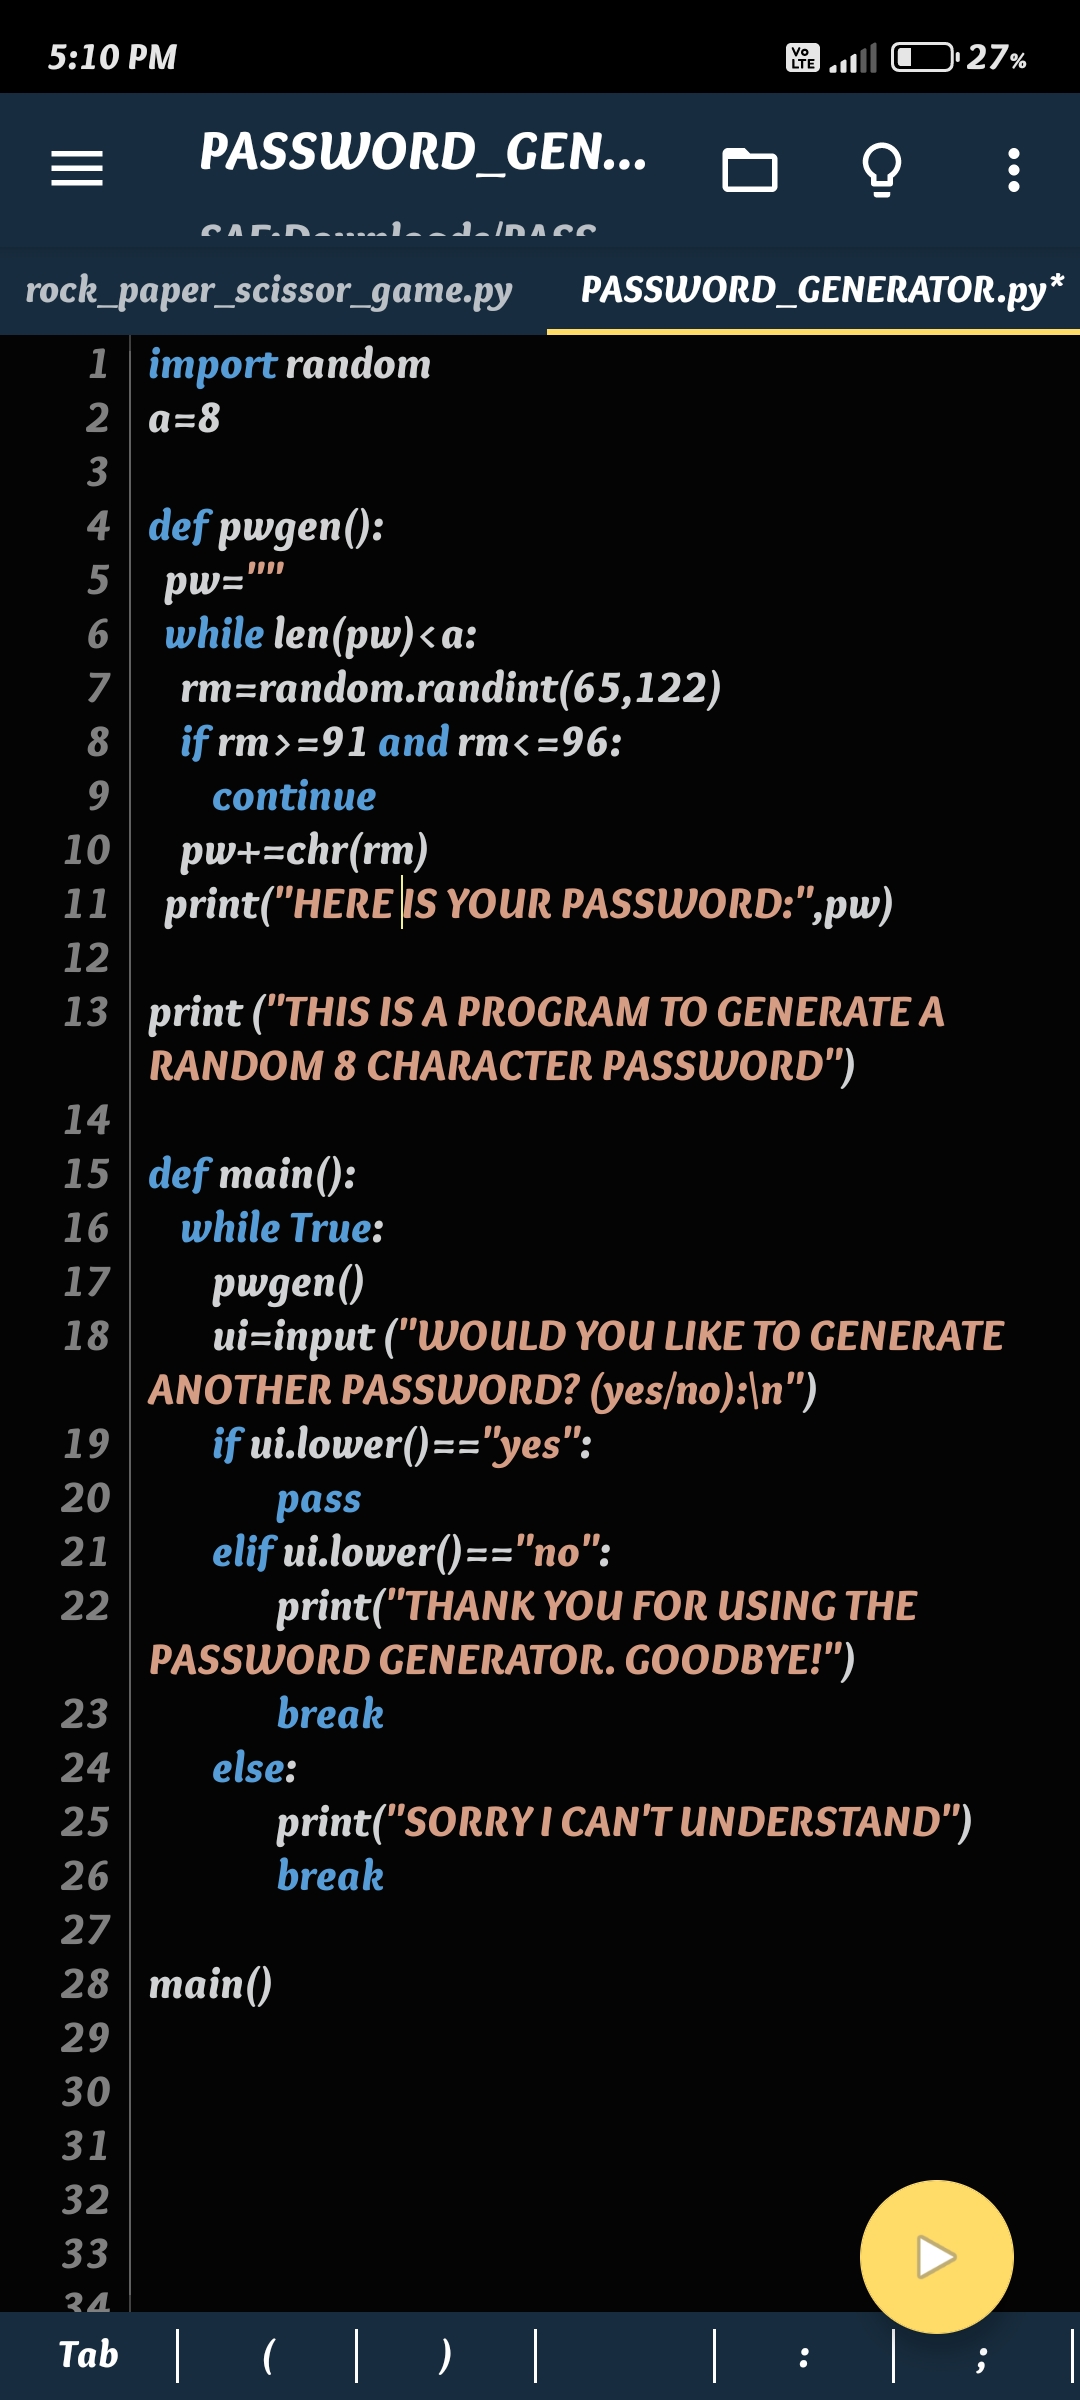 5:10 PM
Vo LTE 27%
PASSWORD_GEN...
SAF:Downloads/PASS
rock_paper_scissor_game.py PASSWORD_GENERATOR.py*
1 import random
2 a=8
3
4 def pwgen():
5 pw=""
6 while len(pw)<a:
7 rm=random.randint(65,122)
8 if rm>=91 and rm<=96:
9 continue
10 pw+=chr(rm)
11 print("HERE IS YOUR PASSWORD:",pw)
12
13 print ("THIS IS A PROGRAM TO GENERATE A
RANDOM 8 CHARACTER PASSWORD")
14
15 def main():
16 while True:
17 pwgen()
18 ui=input ("WOULD YOU LIKE TO GENERATE
ANOTHER PASSWORD? (yes/no):\n")
19 if ui.lower()=="yes":
20 pass
21 elif ui.lower()=="no":
22 print("THANK YOU FOR USING THE
PASSWORD GENERATOR. GOODBYE!")
23 break
24 else:
25 print("SORRY I CAN'T UNDERSTAND")
26 break
27
28 main()
29
30
31
32
33
34
Tab ( ) : ;